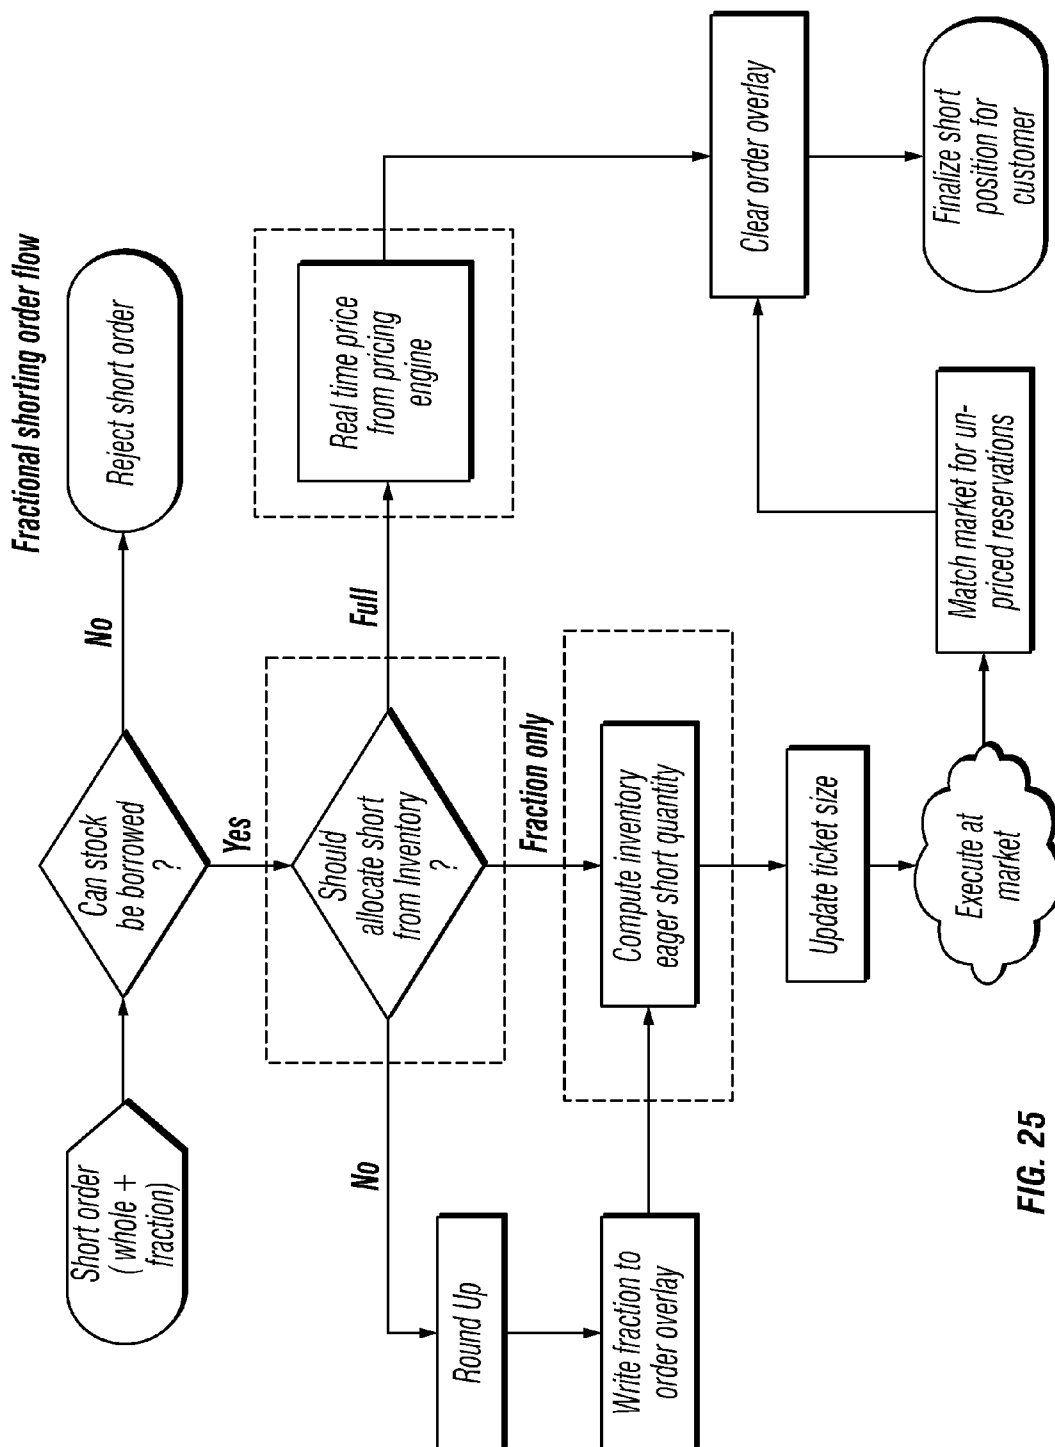 Fractional shorting order flow
Short order
( whole +
fraction)
Can stock
be borrowed
?
No
Reject short order
Yes
Should
allocate short
from Inventory
?
No
Full
Real time price
from pricing
engine
Fraction only
Round Up
Write fraction to
order overlay
Compute inventory
eager short quantity
Update ticket size
Execute at
market
Match market for un-
priced reservations
Clear order overlay
Finalize short
position for
customer
FIG. 25